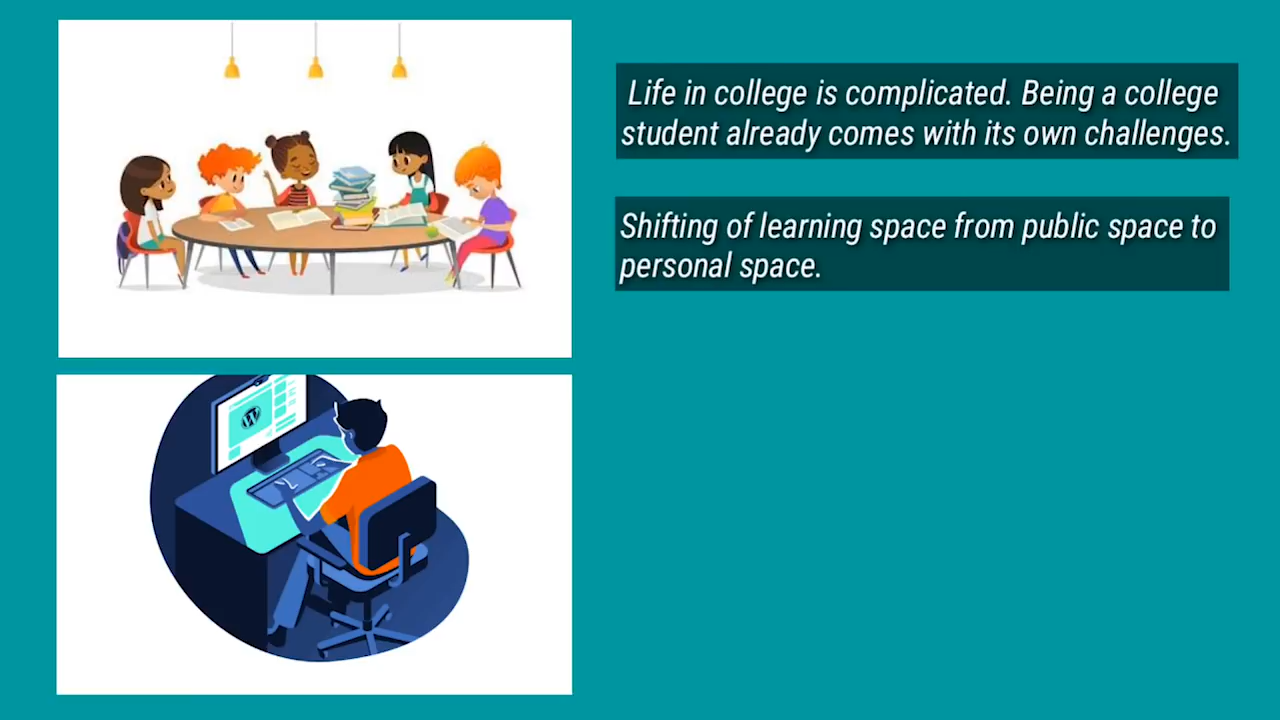 Life in college is complicated. Being a college
student already comes with its own challenges.
Shifting of learning space from public space to
personal space.